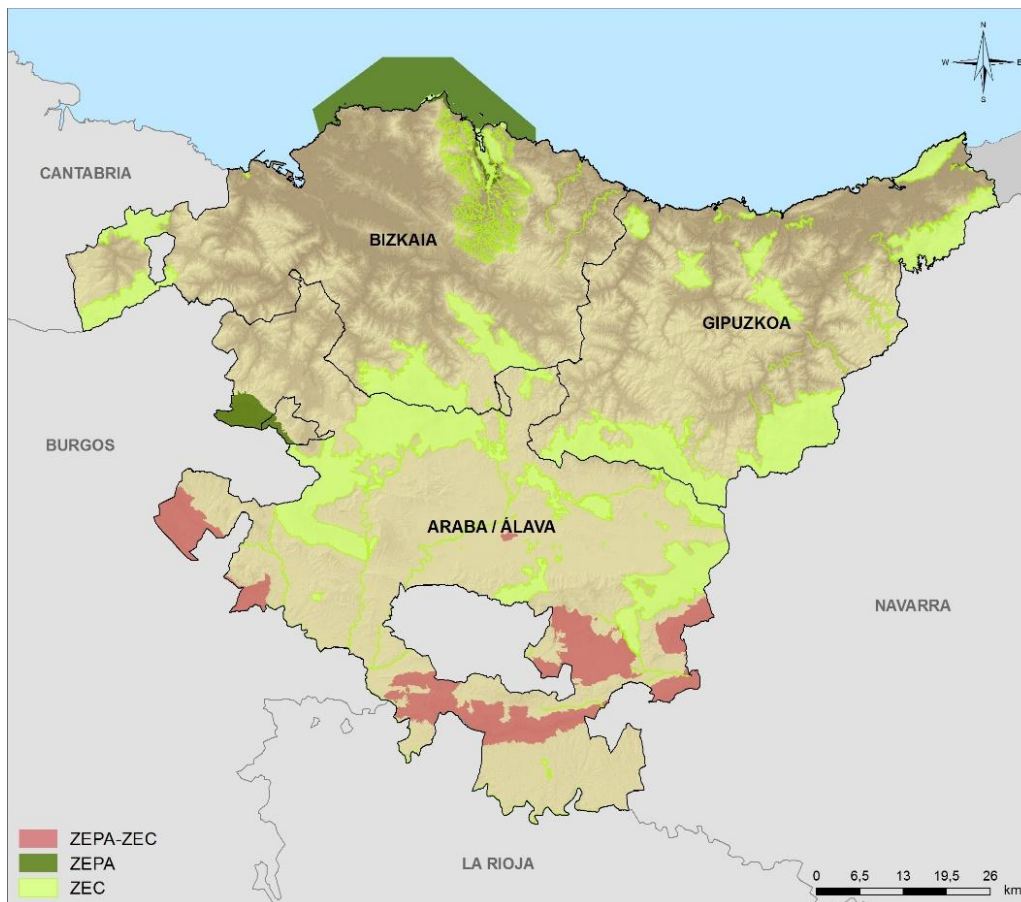 N
W E
S
CANTABRIA
BIZKAIA
GIPUZKOA
BURGOS
ARABA / ÁLAVA
NAVARRA
ZEPA-ZEC
ZEPA
ZEC
LA RIOJA
0 6,5 13 19,5 26
km